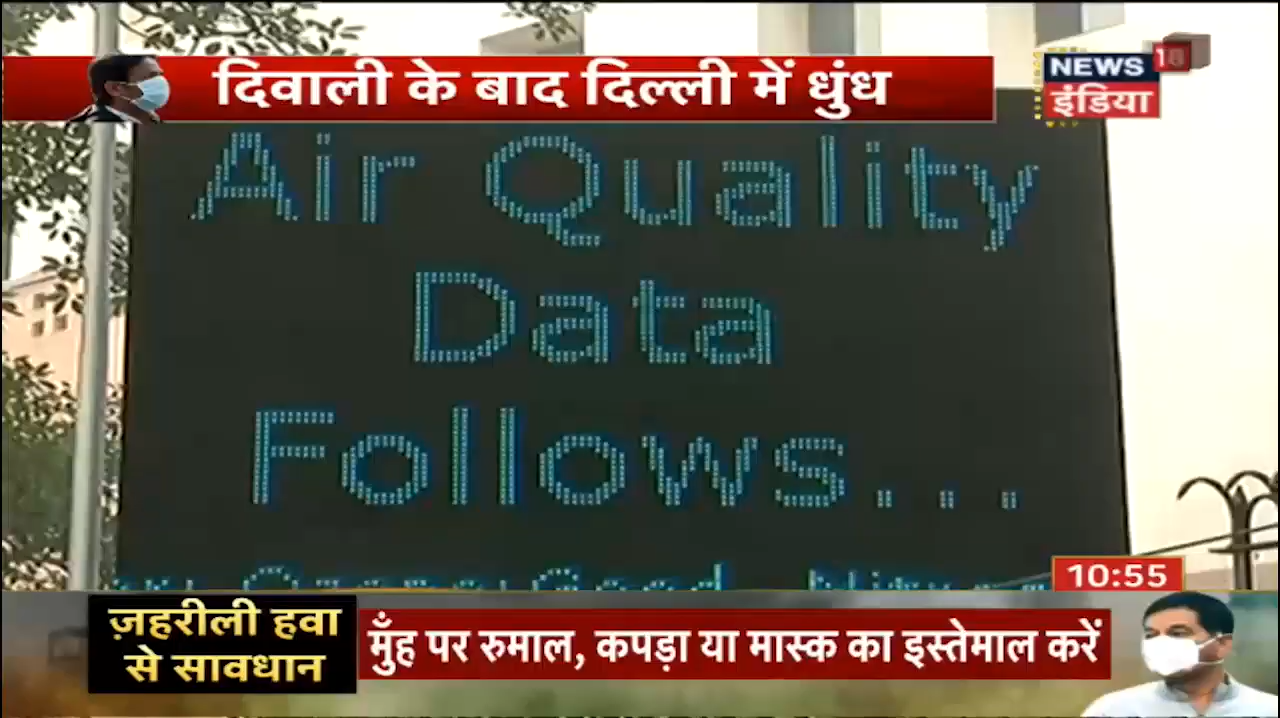 दिवाली के बाद दिल्ली में धुंध
NEWS 18
इंडिया
Air Quality
Data
Follows...
10:55
ज़हरीली हवा
से सावधान
मुँह पर रुमाल, कपड़ा या मास्क का इस्तेमाल करें